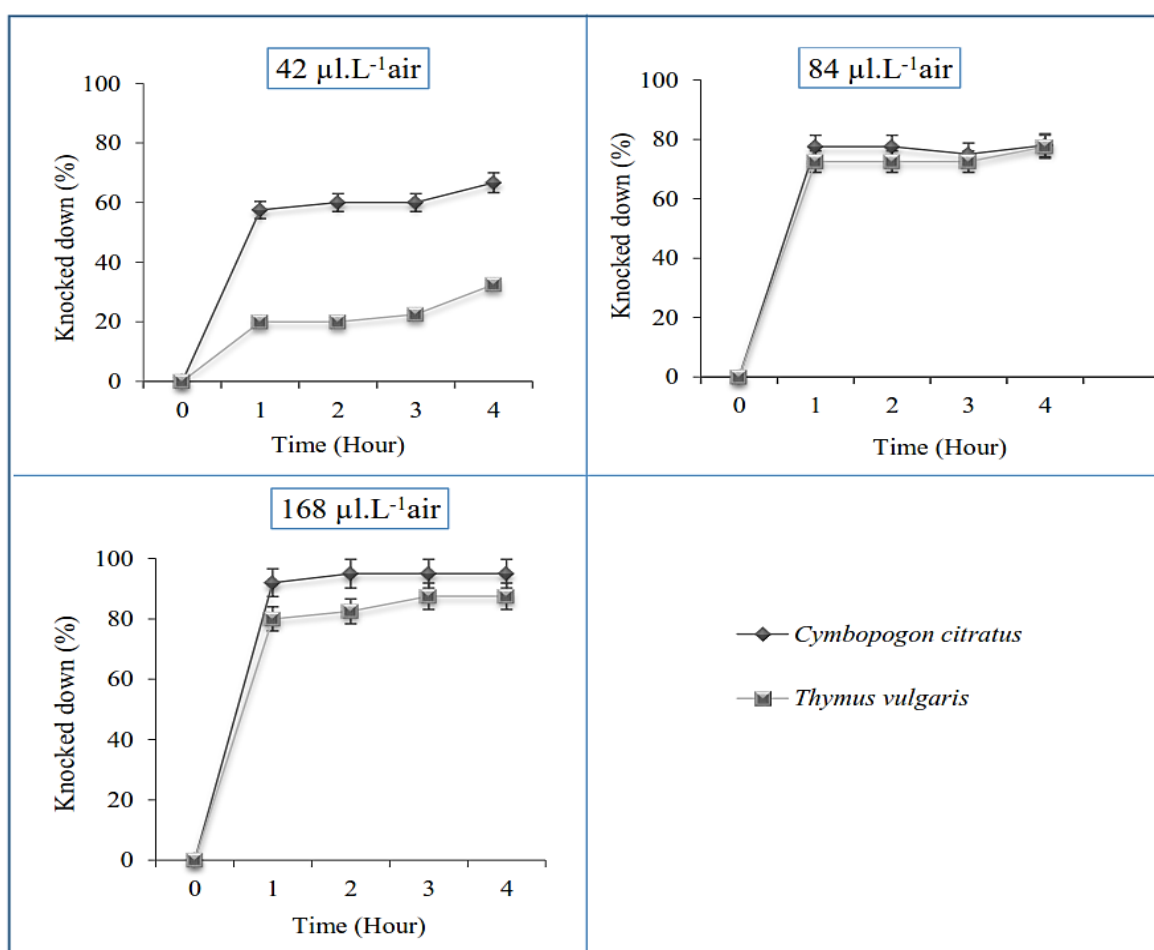 42 µl.L⁻¹air
100
80
60
40
20
0
Knocked down (%)
0 1 2 3 4
Time (Hour)
84 µl.L⁻¹air
100
80
60
40
20
0
Knocked down (%)
0 1 2 3 4
Time (Hour)
168 µl.L⁻¹air
100
80
60
40
20
0
Knocked down (%)
0 1 2 3 4
Time (Hour)
Cymbopogon citratus
Thymus vulgaris